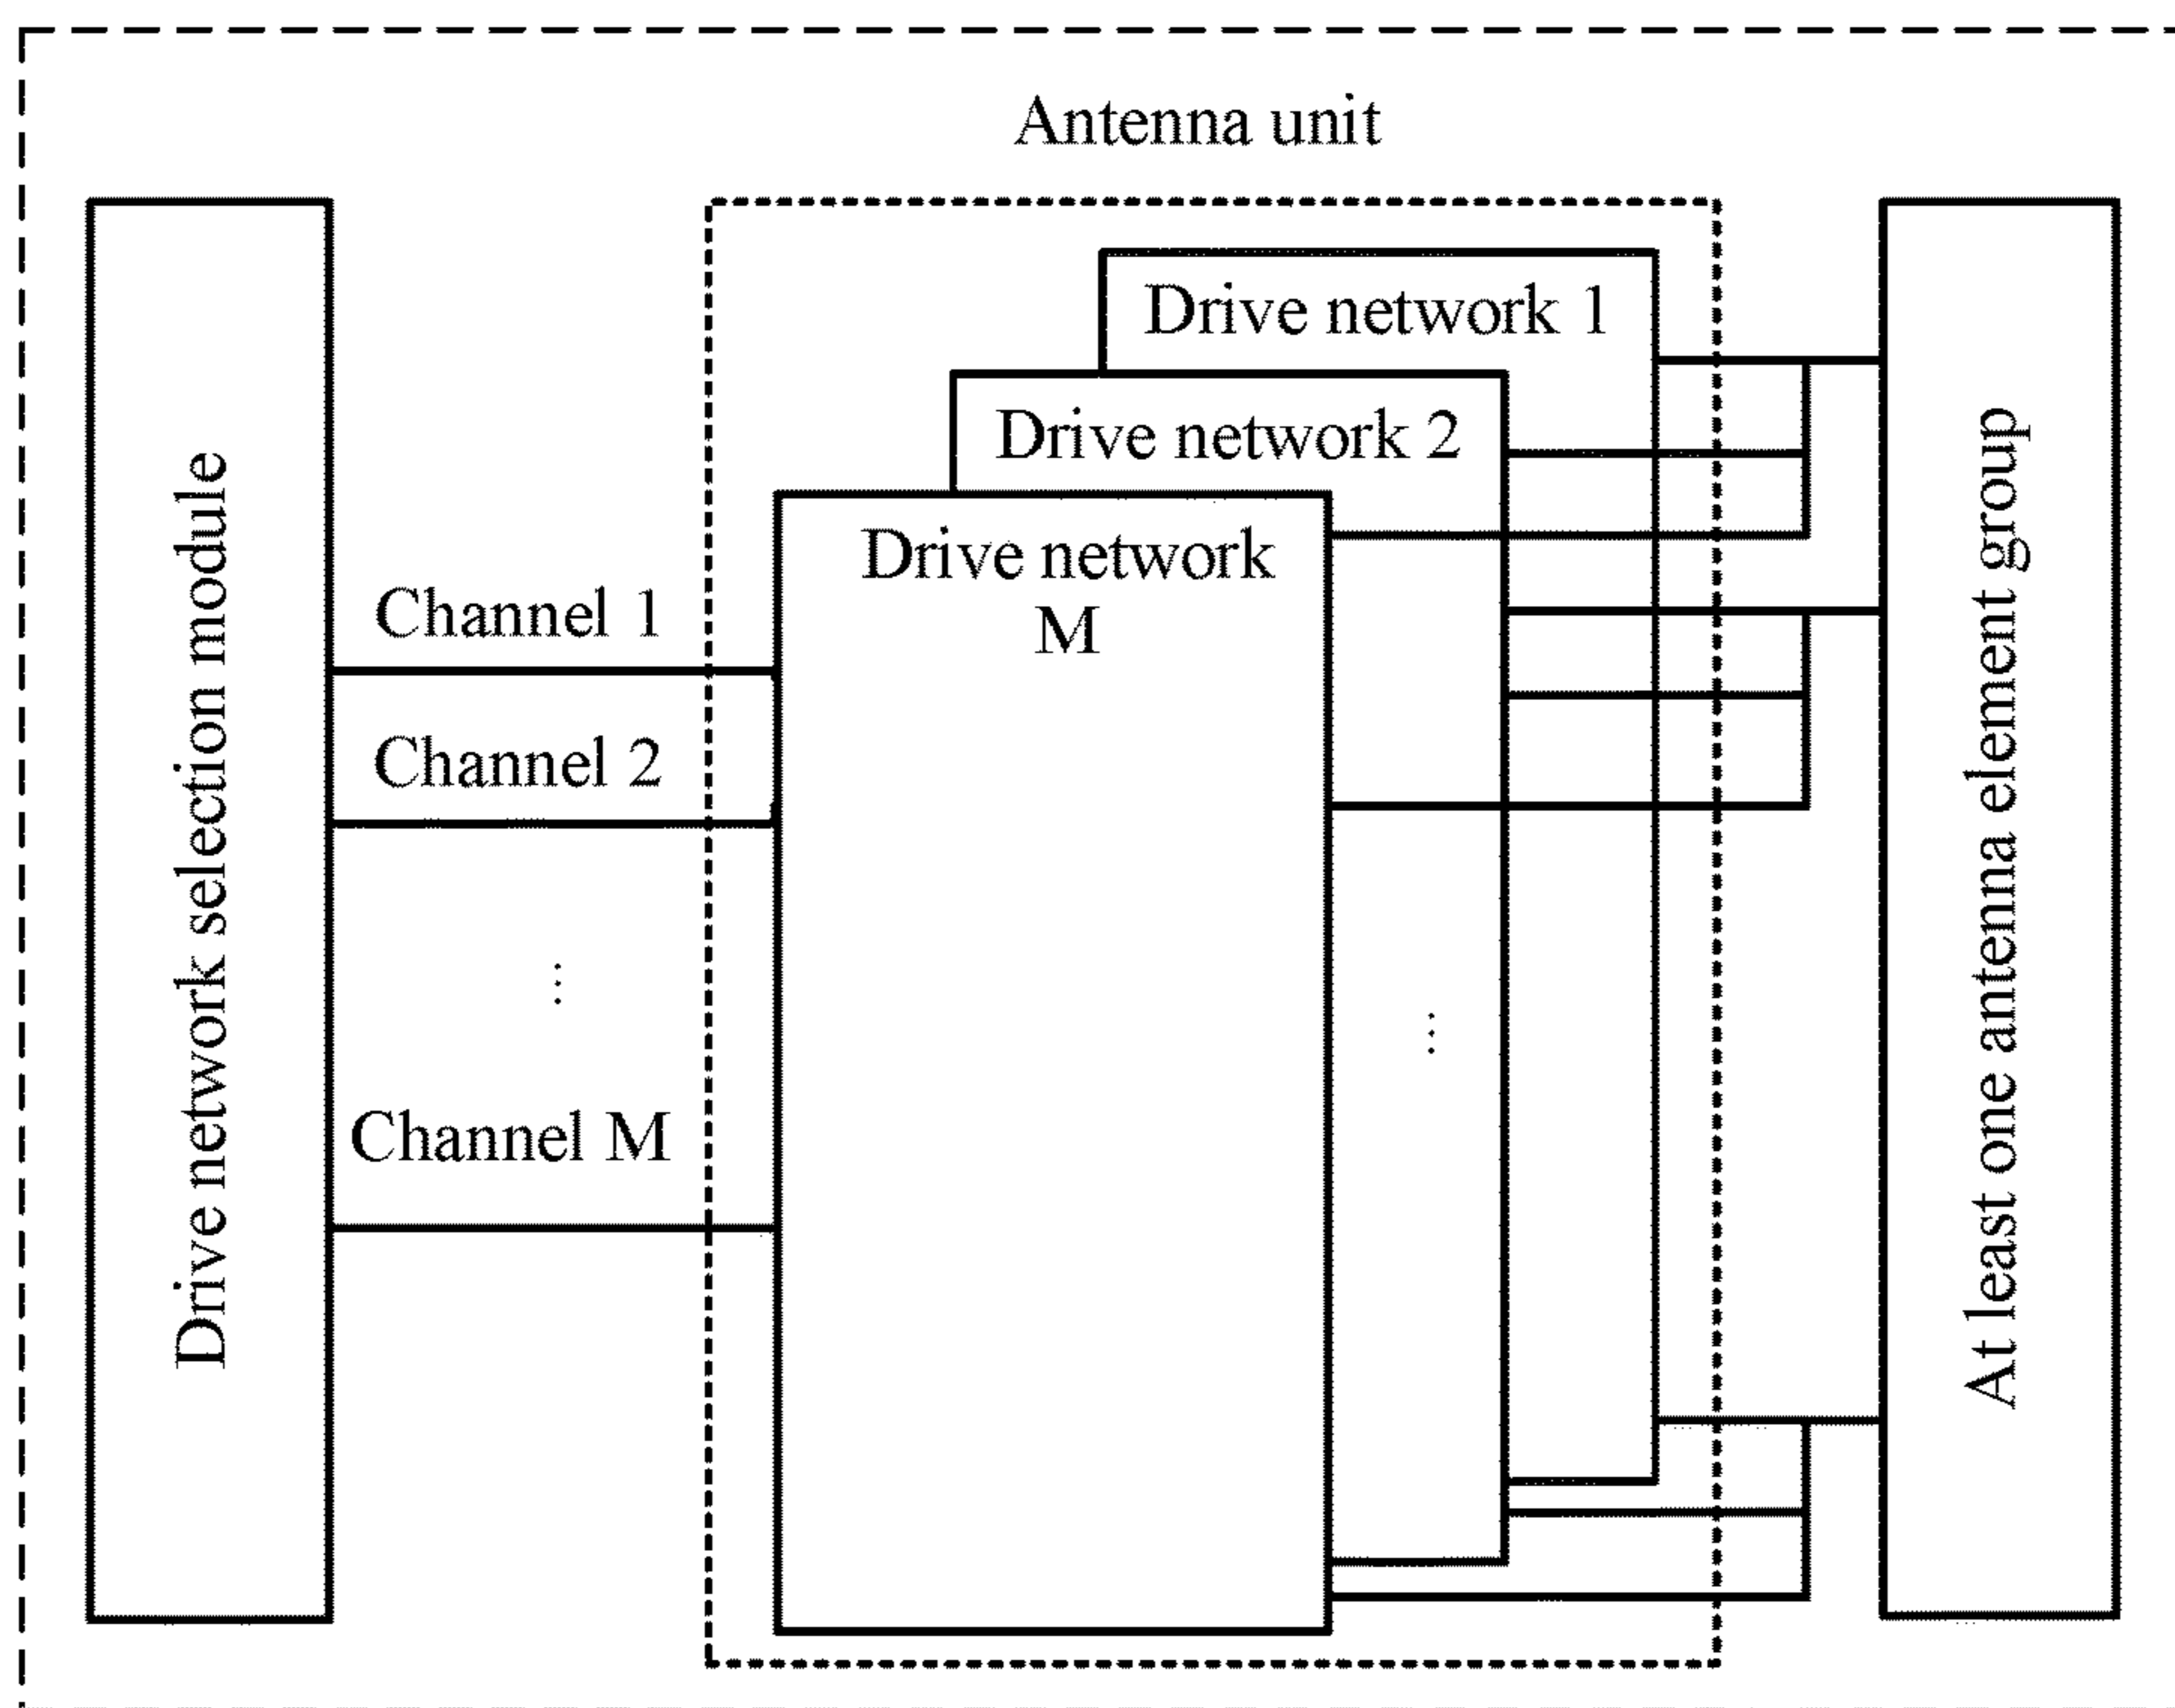 Antenna unit
Drive network selection module
Channel 1
Channel 2
⋮
Channel M
Drive network 1
Drive network 2
Drive network
M
⋮
At least one antenna element group